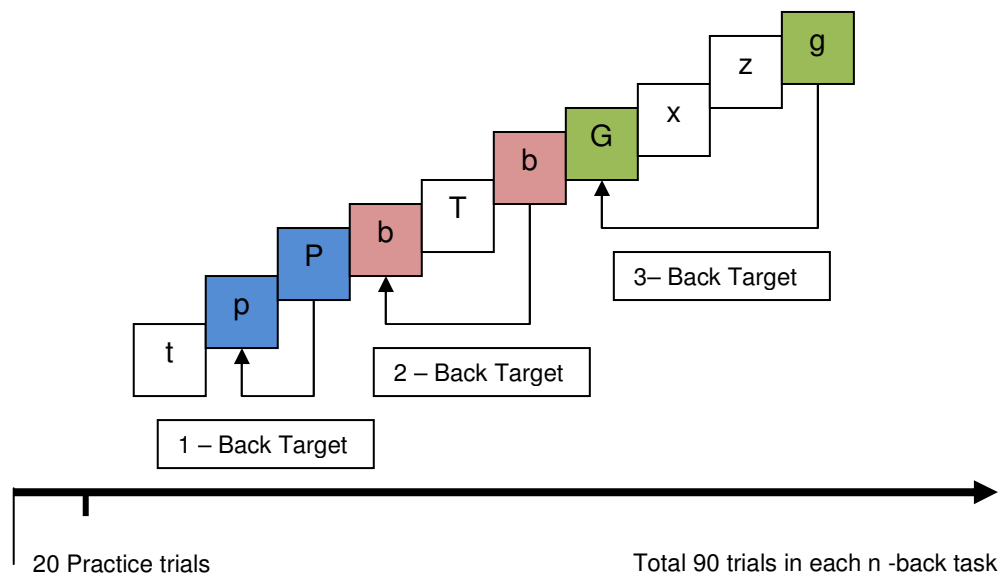 g
z
x
G
b
T
b
P
p
t
3– Back Target
2 – Back Target
1 – Back Target
20 Practice trials
Total 90 trials in each n -back task